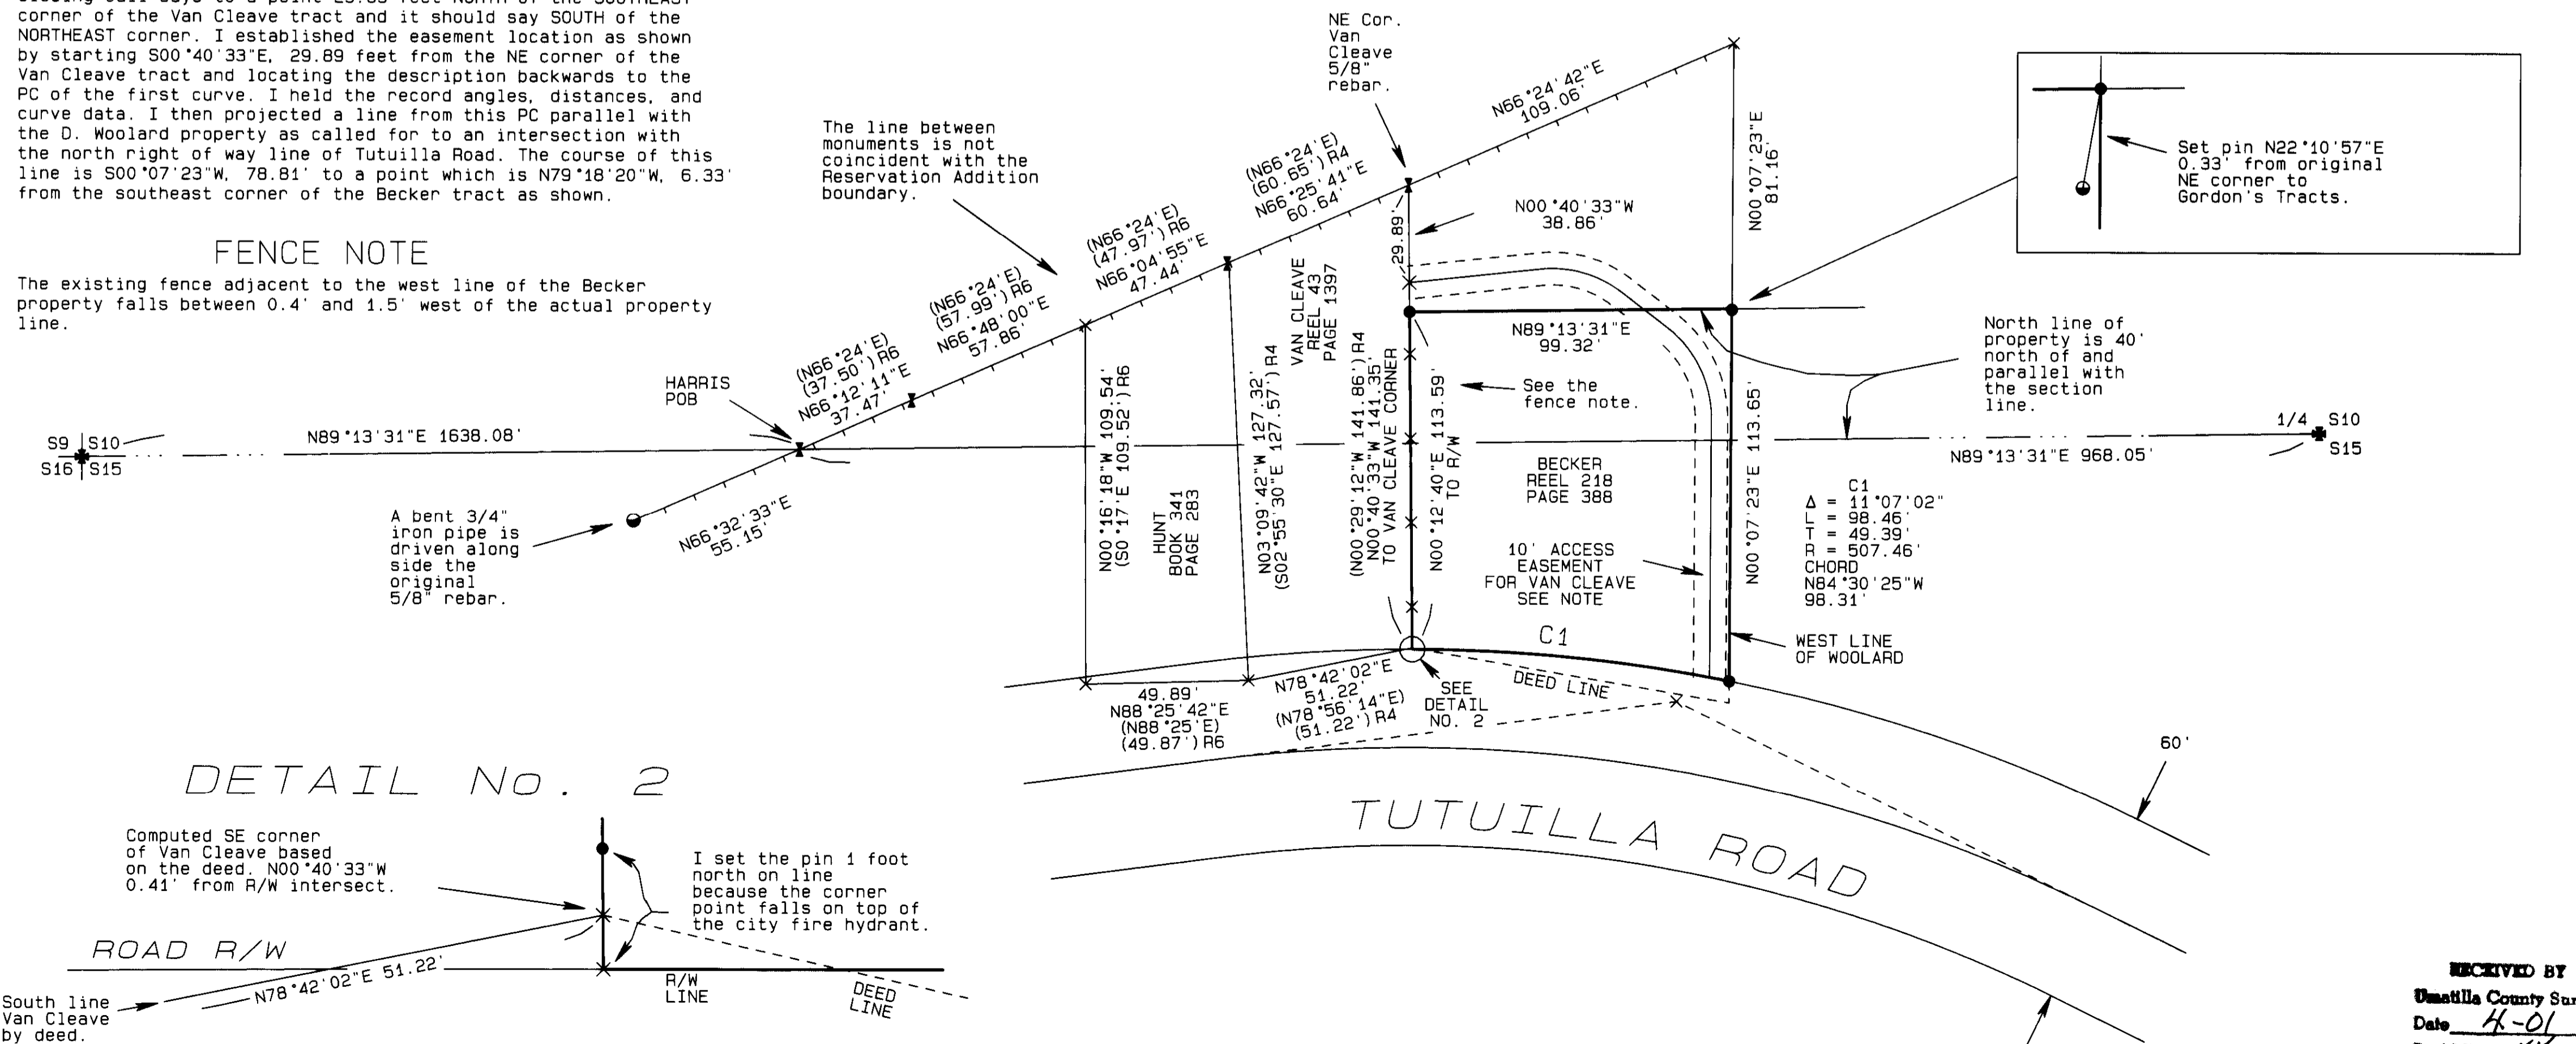 corner of the Van Cleave tract and it should say SOUTH of the
NORTHEAST corner. I established the easement location as shown
by starting S00°40'33"E, 29.89 feet from the NE corner of the
Van Cleave tract and locating the description backwards to the
PC of the first curve. I held the record angles, distances, and
curve data. I then projected a line from this PC parallel with
the D. Woolard property as called for to an intersection with
the north right of way line of Tutuilla Road. The course of this
line is S00°07'23"W, 78.81' to a point which is N79°18'20"W, 6.33'
from the southeast corner of the Becker tract as shown.
FENCE NOTE
The existing fence adjacent to the west line of the Becker
property falls between 0.4' and 1.5' west of the actual property
line.
The line between
monuments is not
coincident with the
Reservation Addition
boundary.
NE Cor.
Van
Cleave
5/8"
rebar.
N66°24'42"E
109.06'
(N66°24'E)
(60.65')R4
N66°25'41"E
60.64'
(N66°24'E)
(47.97')R6
N66°04'55"E
47.44'
(N66°24'E)
(57.99')R6
N66°48'00"E
57.86'
(N66°24'E)
(37.50')R6
N66°12'11"E
37.47'
N66°32'33"E
55.15'
HARRIS
POB
A bent 3/4"
iron pipe is
driven along
side the
original
5/8" rebar.
S9 S10
S16 S15
N89°13'31"E 1638.08'
N00°16'18"W 109.54'
(S0°17'E 109.52')R6
HUNT
BOOK 341
PAGE 283
N03°09'42"W 127.32'
(S02°55'30"E 127.57')R4
VAN CLEAVE
REEL 43
PAGE 1397
(N00°29'12"W 141.86')R4
N00°40'33"W 141.35'
TO VAN CLEAVE CORNER
N00°12'40"E 113.59'
TO R/W
29.89'
N00°40'33"W
38.86'
N89°13'31"E
99.32'
See the
fence note.
BECKER
REEL 218
PAGE 388
10' ACCESS
EASEMENT
FOR VAN CLEAVE
SEE NOTE
N00°07'23"E
81.16'
N00°07'23"E 113.65'
Set pin N22°10'57"E
0.33' from original
NE corner to
Gordon's Tracts.
North line of
property is 40'
north of and
parallel with
the section
line.
1/4 S10
S15
N89°13'31"E 968.05'
C1
Δ = 11°07'02"
L = 98.46'
T = 49.39'
R = 507.46'
CHORD
N84°30'25"W
98.31'
WEST LINE
OF WOOLARD
C1
DEED LINE
SEE
DETAIL
NO. 2
49.89'
N88°25'42"E
(N88°25'E)
(49.87')R6
N78°42'02"E
51.22'
(N78°56'14"E)
(51.22')R4
60'
TUTUILLA ROAD
DETAIL No. 2
Computed SE corner
of Van Cleave based
on the deed. N00°40'33"W
0.41' from R/W intersect.
I set the pin 1 foot
north on line
because the corner
point falls on top of
the city fire hydrant.
ROAD R/W
N78°42'02"E 51.22'
R/W
LINE
DEED
LINE
South line
Van Cleave
by deed.
RECEIVED BY
Umatilla County Sur
Date 4-01